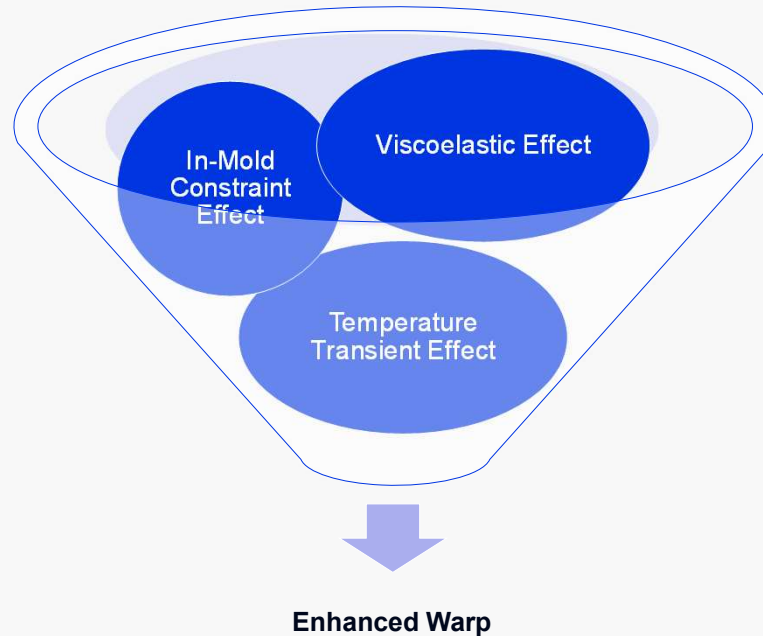 In-Mold
Constraint
Effect
Viscoelastic Effect
Temperature
Transient Effect
Enhanced Warp